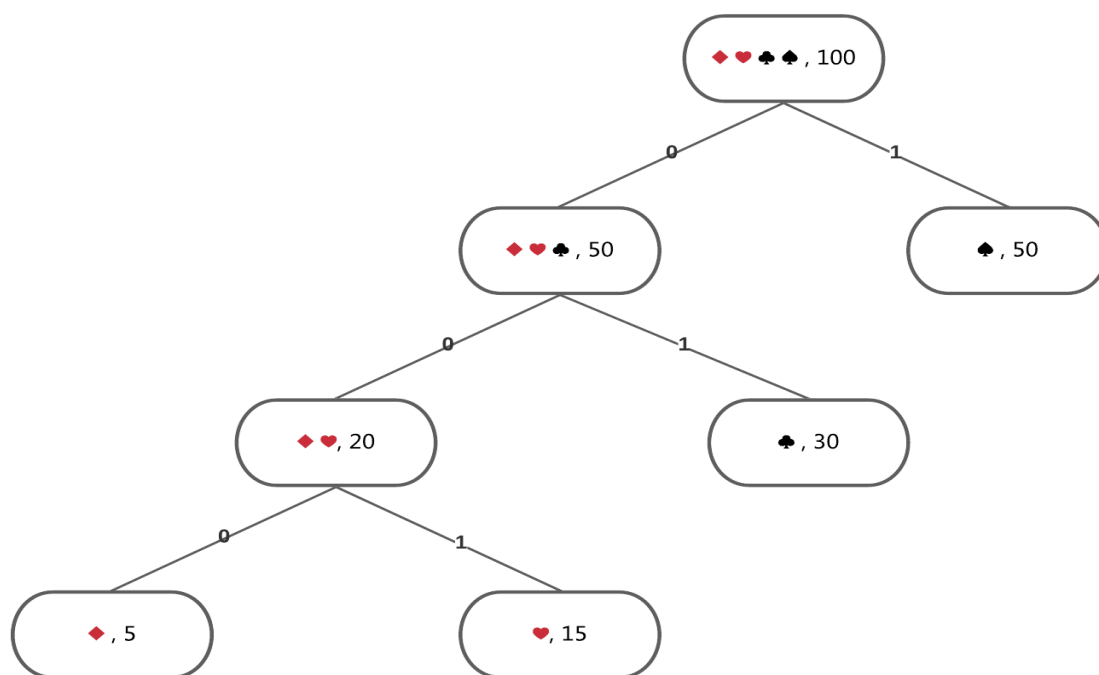 ♦ ♥ ♣ ♠ , 100
0
1
♦ ♥ ♣ , 50
♠ , 50
0
1
♦ ♥, 20
♣ , 30
0
1
♦ , 5
♥, 15